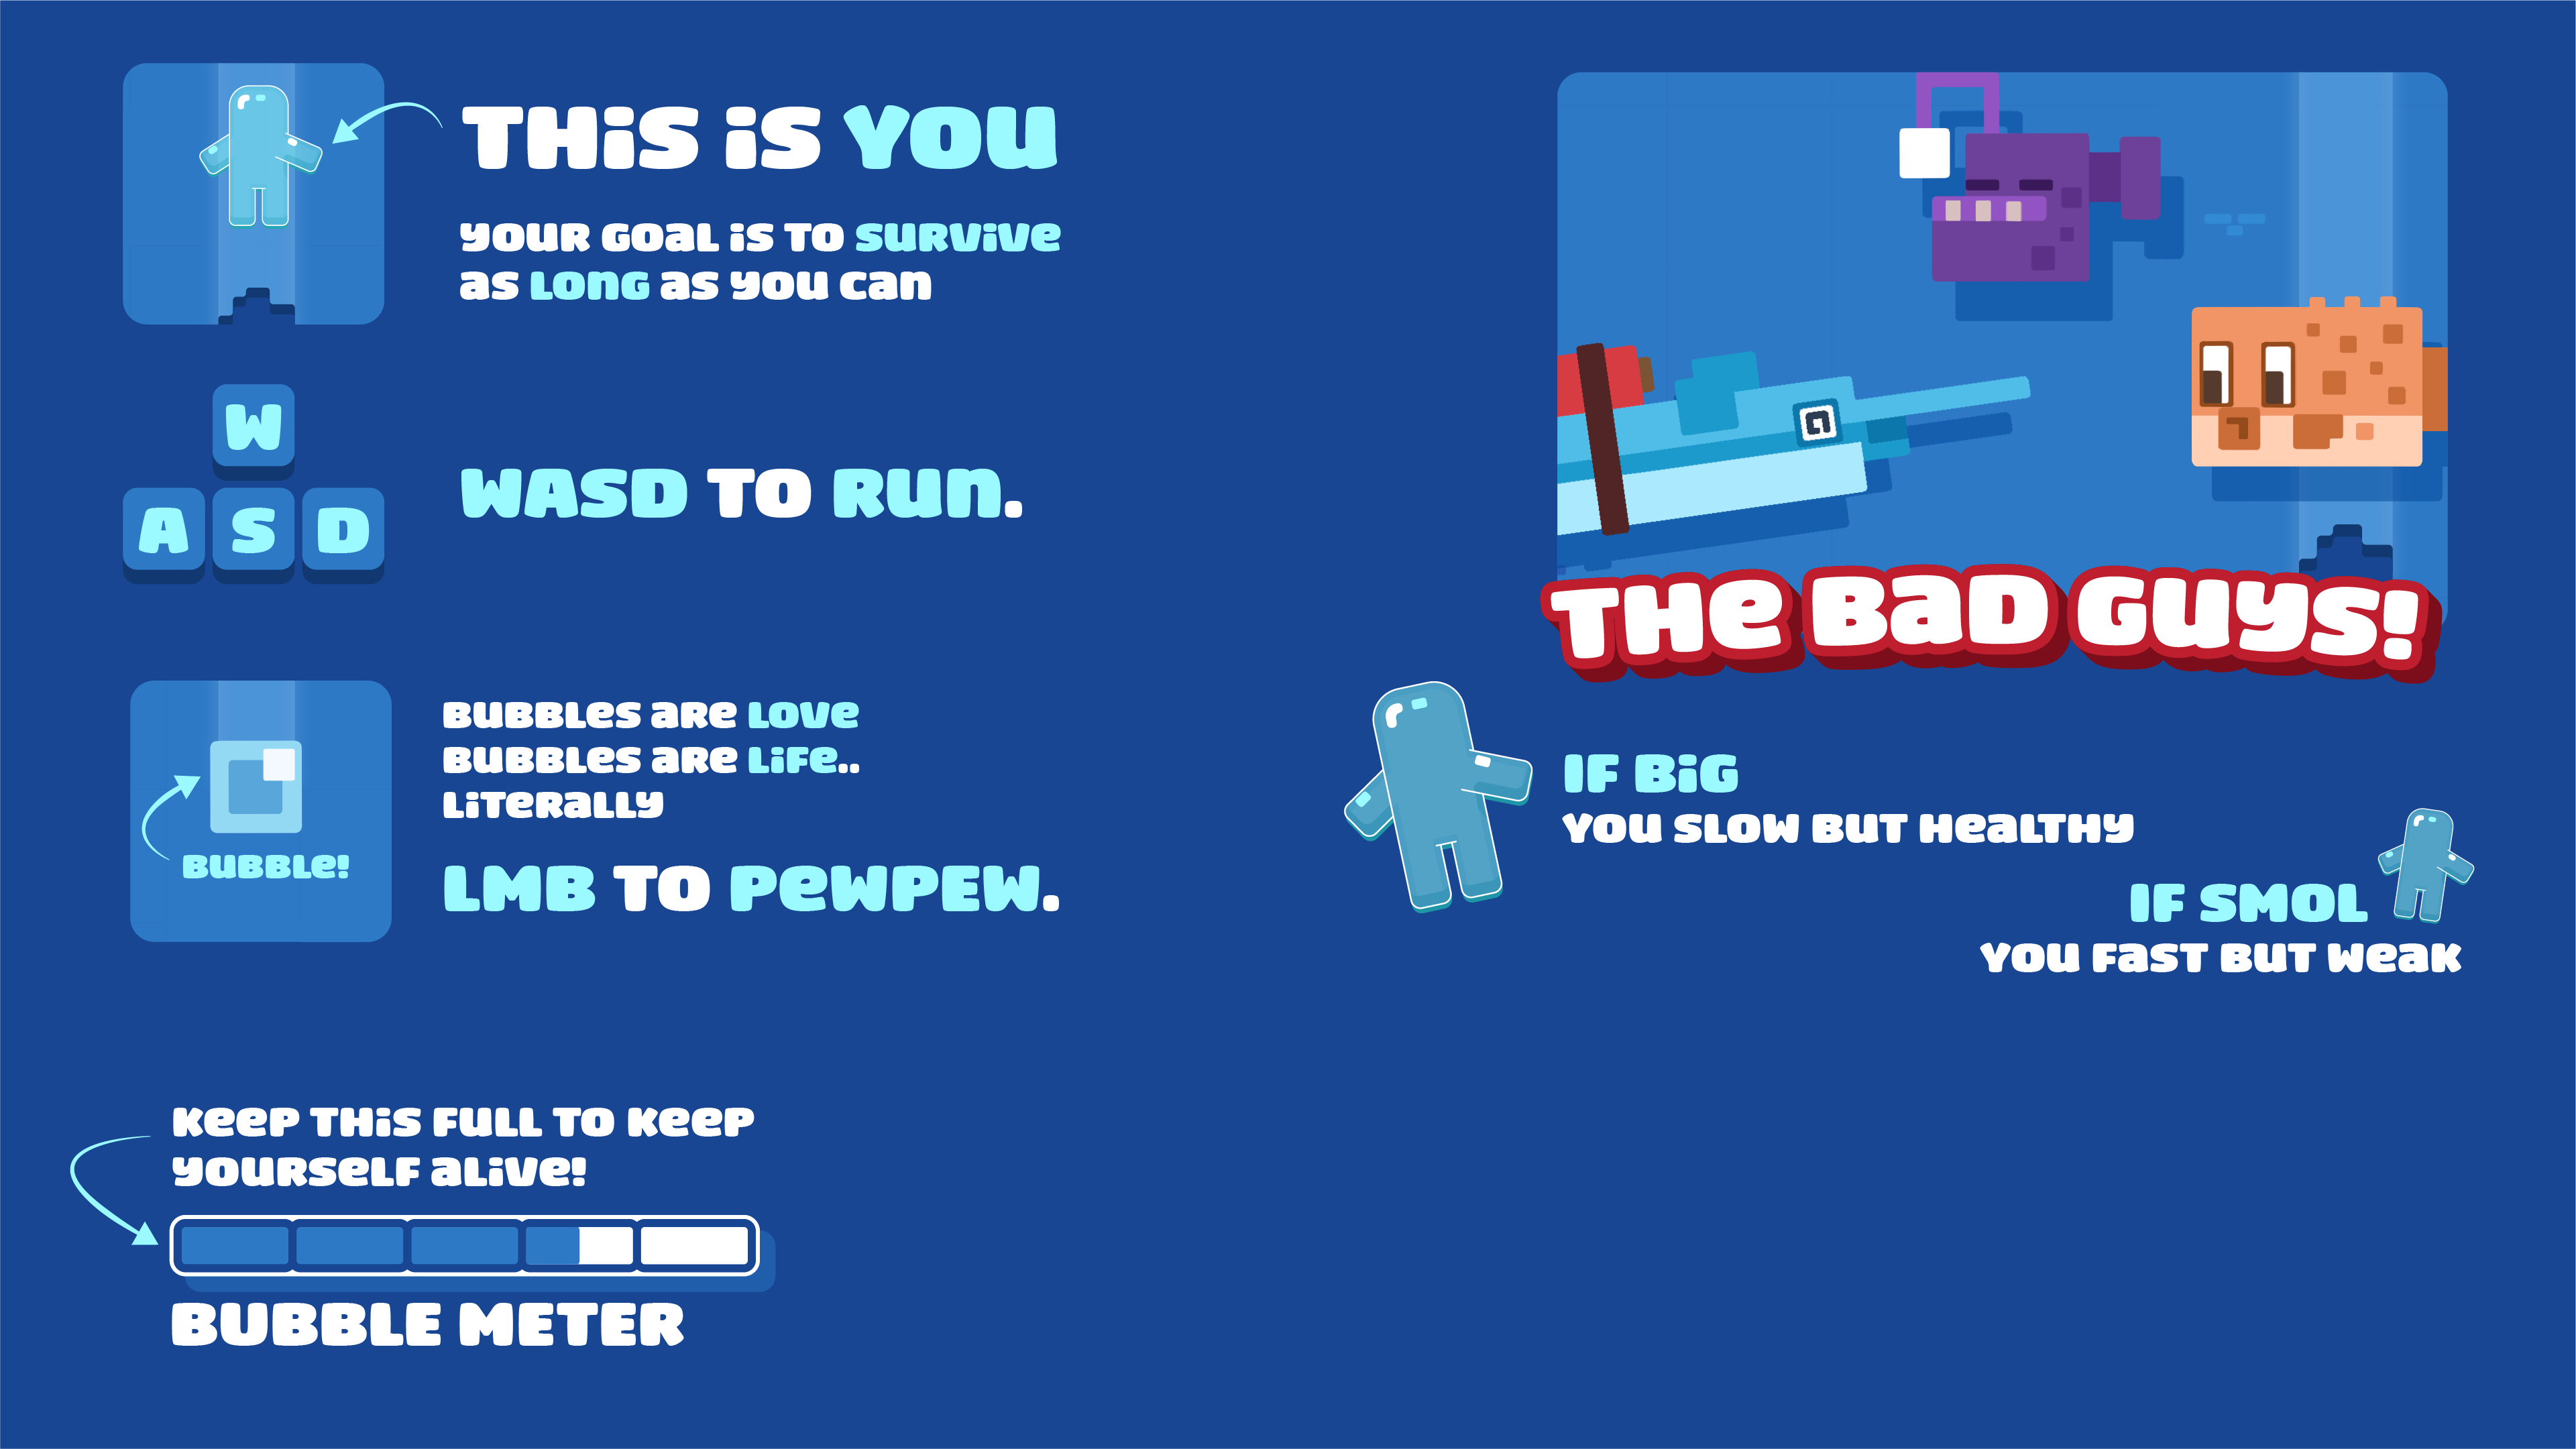 THiS iS YOU
YOUR GOaL iS TO SURViVe
aS LOnG aS YOU Can
W
A S D
WASD TO RUn.
BUBBLeS aRe LOVe
BUBBLeS aRe LiFe..
LiTeRaLLY
BUBBLe!
LMB TO PeWPEW.
KeeP THiS FULL TO KeeP
YOURSeLF aLiVe!
BUBBLE METER
THe BaD GUYS!
IF BiG
YOU SLOW BUT HeaLTHY
IF SMOL
YOU FaST BUT WeaK